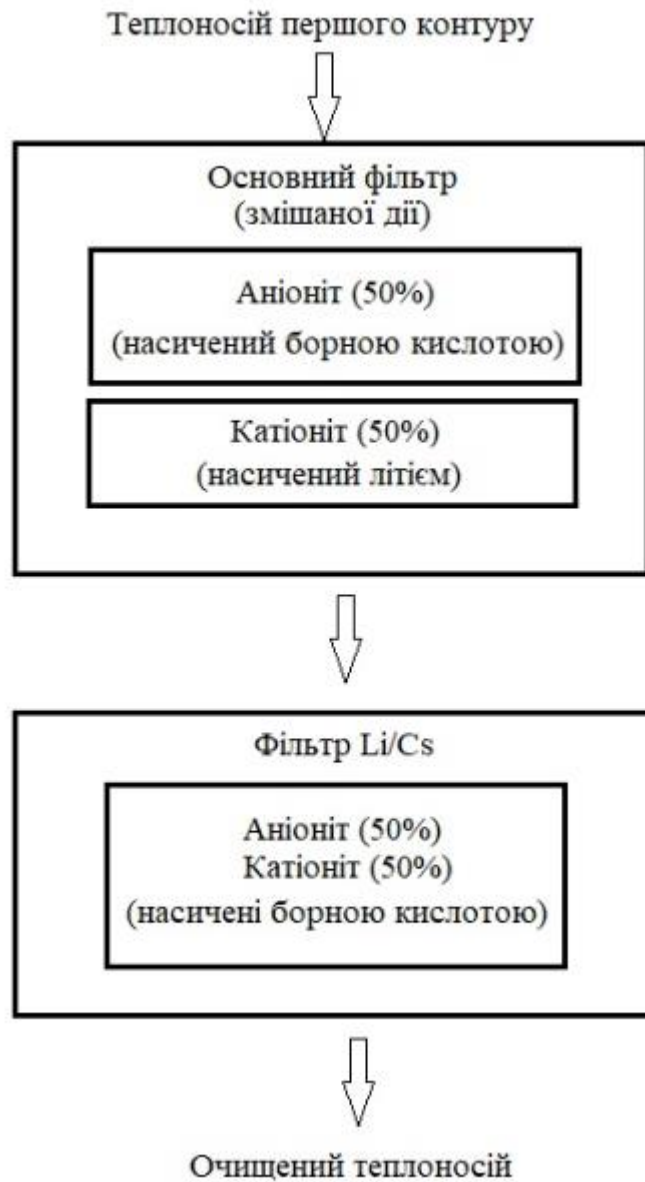 Теплоносій першого контуру
Основний фільтр
(змішаної дії)
Аніоніт (50%)
(насичений борною кислотою)
Катіоніт (50%)
(насичений літієм)
Фільтр Li/Cs
Аніоніт (50%)
Катіоніт (50%)
(насичені борною кислотою)
Очищений теплоносій